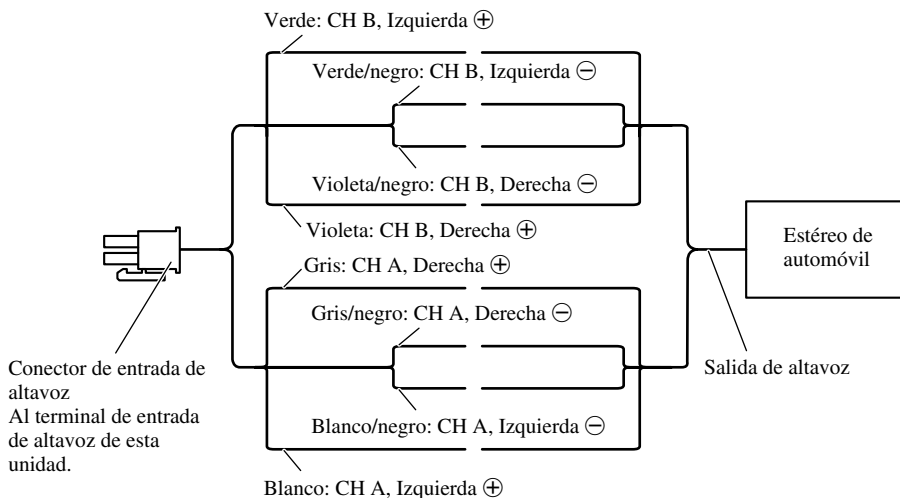 Verde: CH B, Izquierda ⊕
Verde/negro: CH B, Izquierda ⊖
Violeta/negro: CH B, Derecha ⊖
Violeta: CH B, Derecha ⊕
Gris: CH A, Derecha ⊕
Gris/negro: CH A, Derecha ⊖
Blanco/negro: CH A, Izquierda ⊖
Blanco: CH A, Izquierda ⊕
Conector de entrada de
altavoz
Al terminal de entrada
de altavoz de esta
unidad.
Estéreo de
automóvil
Salida de altavoz